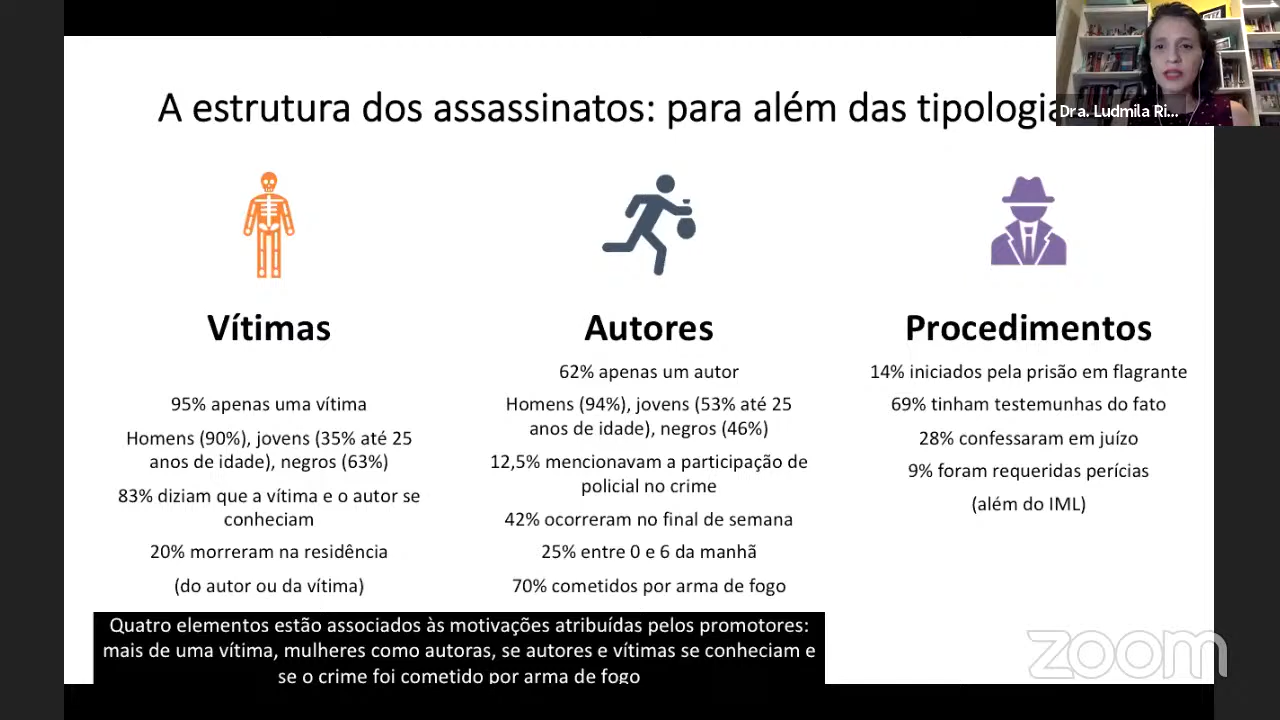 A estrutura dos assassinatos: para além das tipologia
Dra. Ludmila Ri...
Vítimas
95% apenas uma vítima
Homens (90%), jovens (35% até 25
anos de idade), negros (63%)
83% diziam que a vítima e o autor se
conheciam
20% morreram na residência
(do autor ou da vítima)
Autores
62% apenas um autor
Homens (94%), jovens (53% até 25
anos de idade), negros (46%)
12,5% mencionavam a participação de
policial no crime
42% ocorreram no final de semana
25% entre 0 e 6 da manhã
70% cometidos por arma de fogo
Procedimentos
14% iniciados pela prisão em flagrante
69% tinham testemunhas do fato
28% confessaram em juízo
9% foram requeridas perícias
(além do IML)
Quatro elementos estão associados às motivações atribuídas pelos promotores:
mais de uma vítima, mulheres como autoras, se autores e vítimas se conheciam e
se o crime foi cometido por arma de fogo
zoom